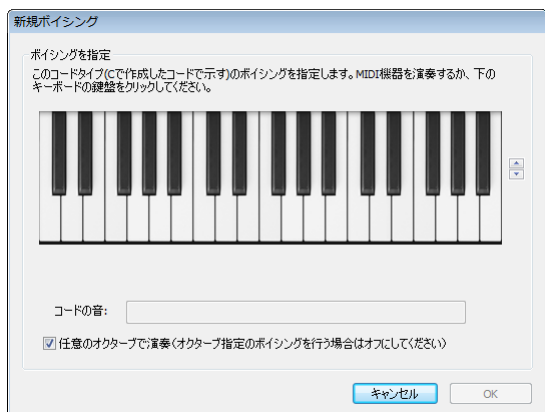 新規ボイシング
ボイシングを指定
このコードタイプ(Cで作成したコードで示す)のボイシングを指定します。MIDI機器を演奏するか、下の
キーボードの鍵盤をクリックしてください。
コードの音:
任意のオクターブで演奏(オクターブ指定のボイシングを行う場合はオフにしてください)
キャンセル
OK